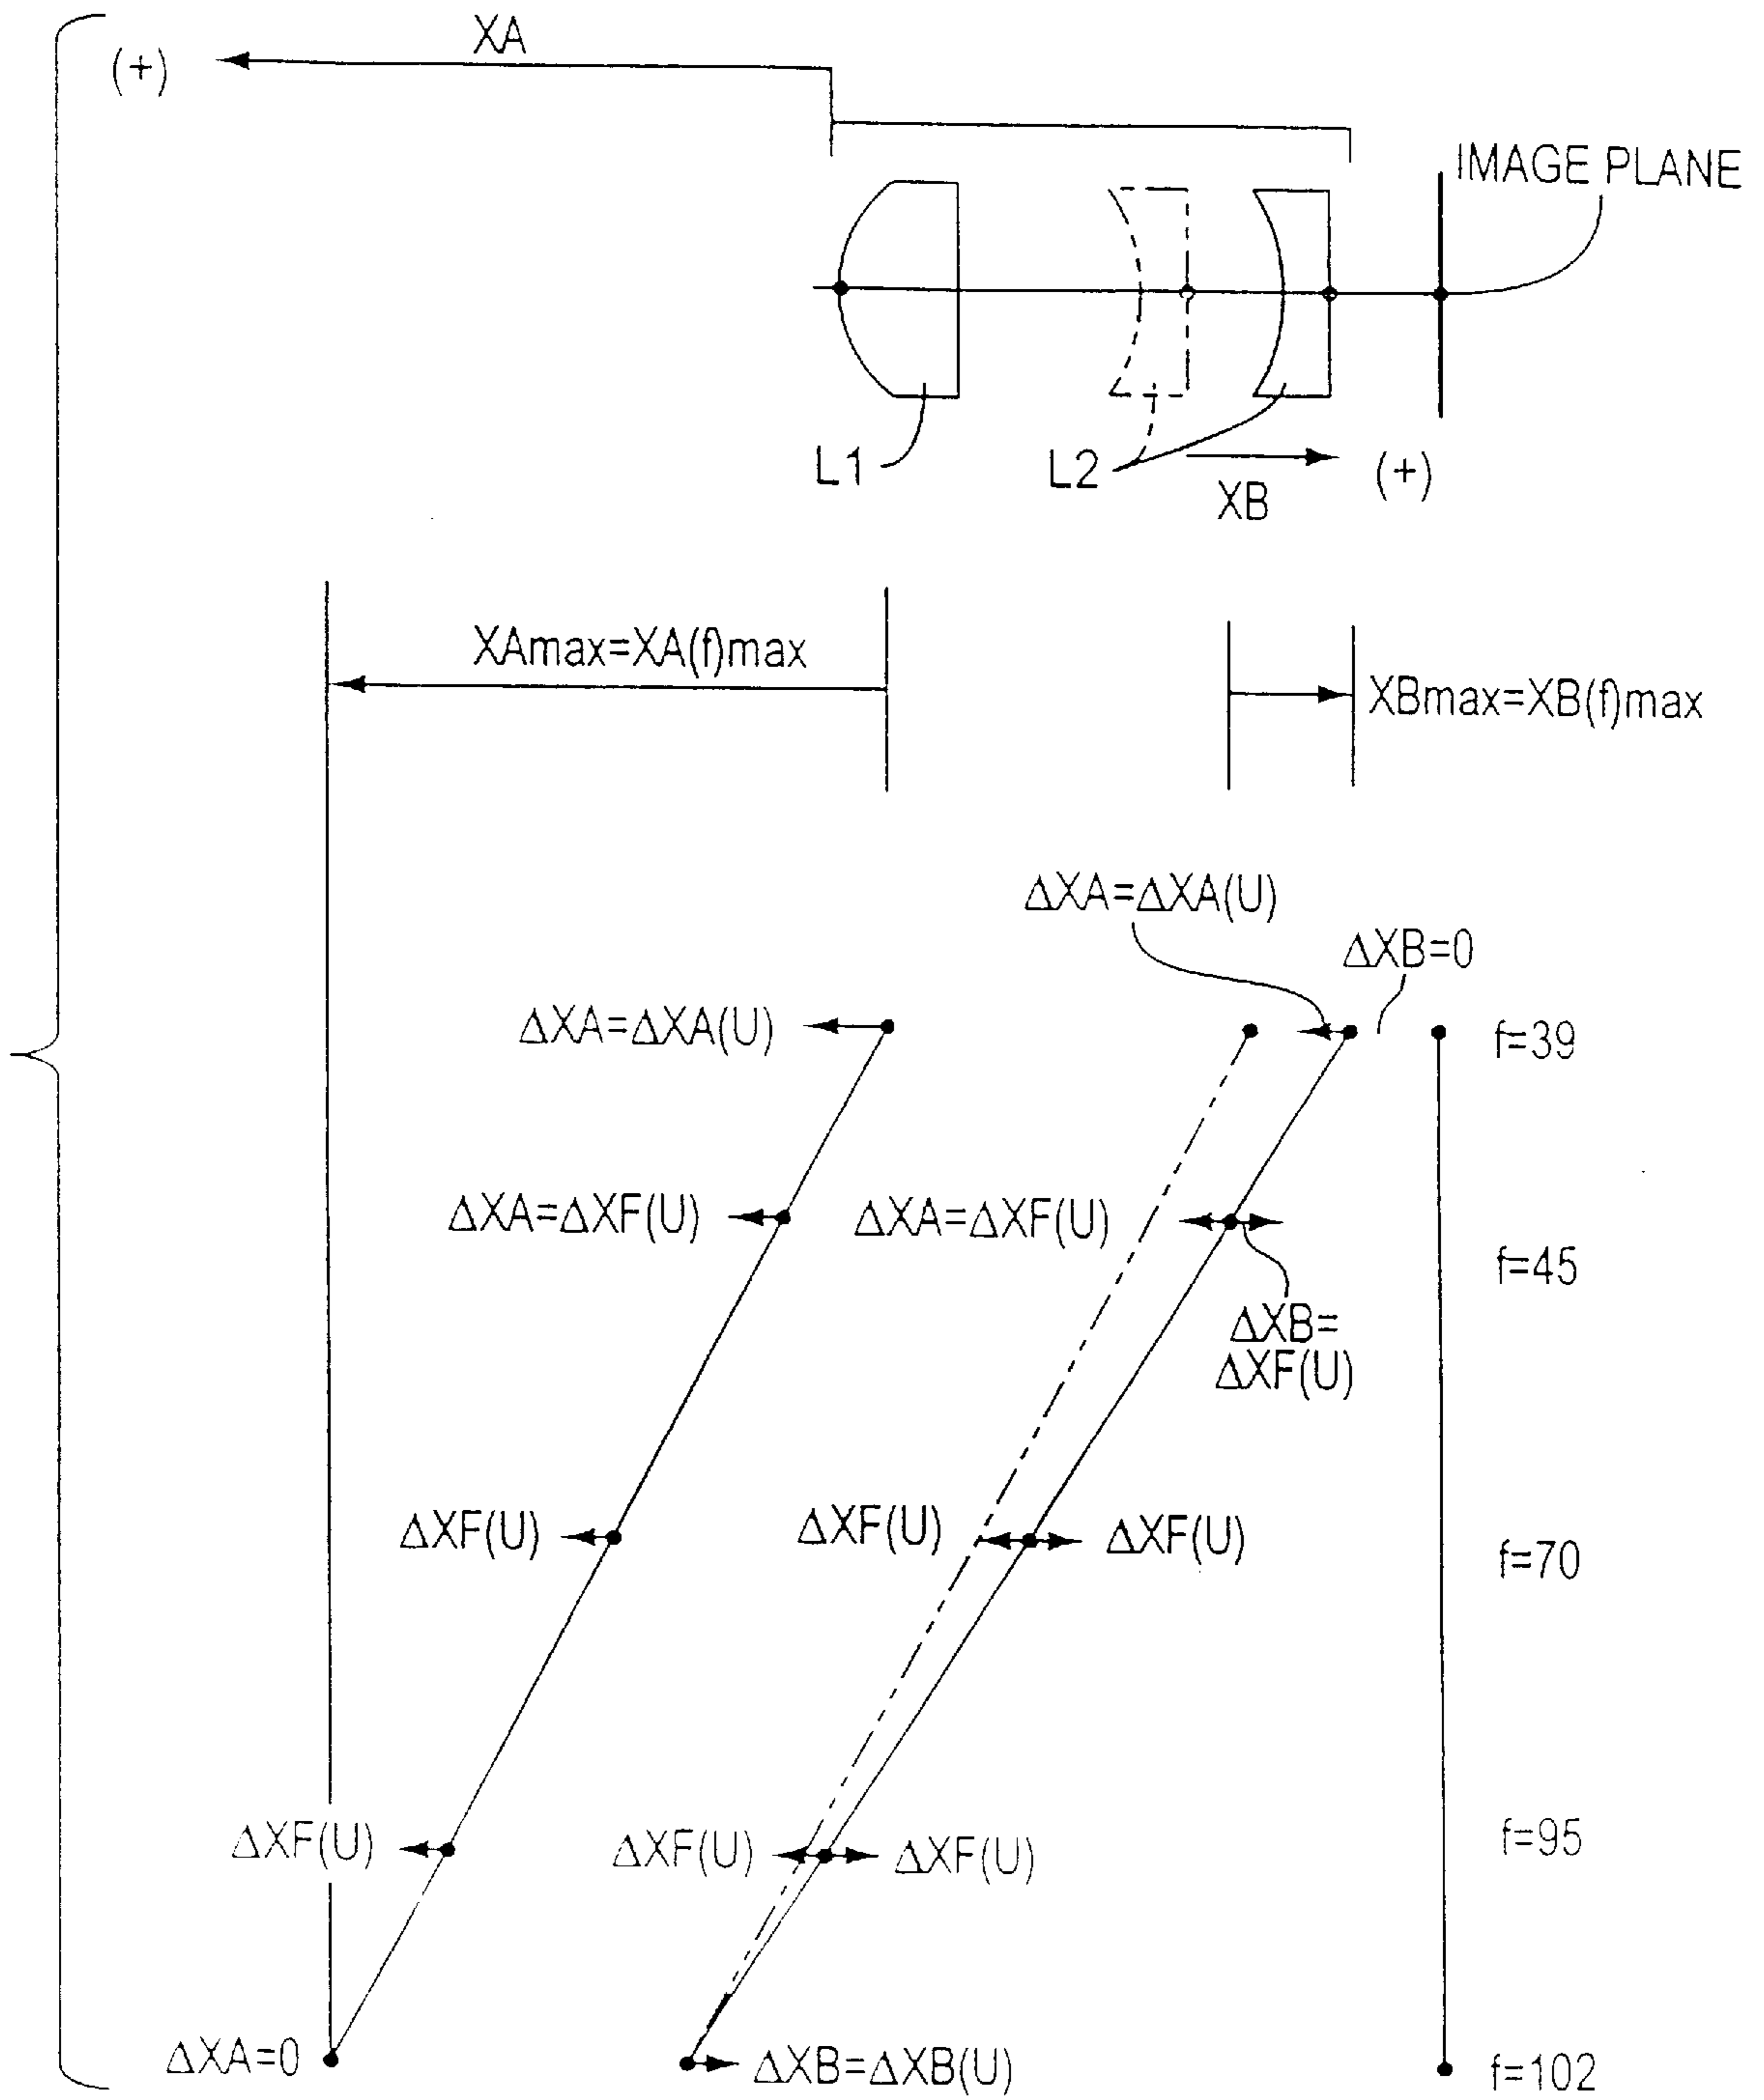 XA
(+)
IMAGE PLANE
L1
L2
(+)
XB
XAmax=XA(f)max
XBmax=XB(f)max
ΔXA=ΔXA(U)
ΔXB=0
ΔXA=ΔXA(U)
f=39
ΔXA=ΔXF(U)
ΔXA=ΔXF(U)
f=45
ΔXB=
ΔXF(U)
ΔXF(U)
ΔXF(U)
ΔXF(U)
f=70
ΔXF(U)
ΔXF(U)
ΔXF(U)
f=95
ΔXA=0
ΔXB=ΔXB(U)
f=102